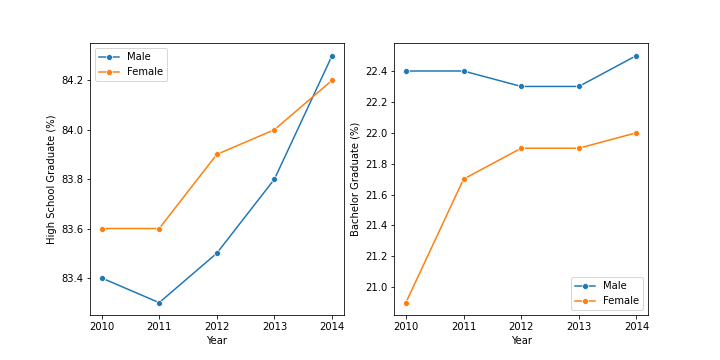 High School Graduate (%)
84.2
84.0
83.8
83.6
83.4
Male
Female
2010 2011 2012 2013 2014
Year
Bachelor Graduate (%)
22.4
22.2
22.0
21.8
21.6
21.4
21.2
21.0
Male
Female
2010 2011 2012 2013 2014
Year